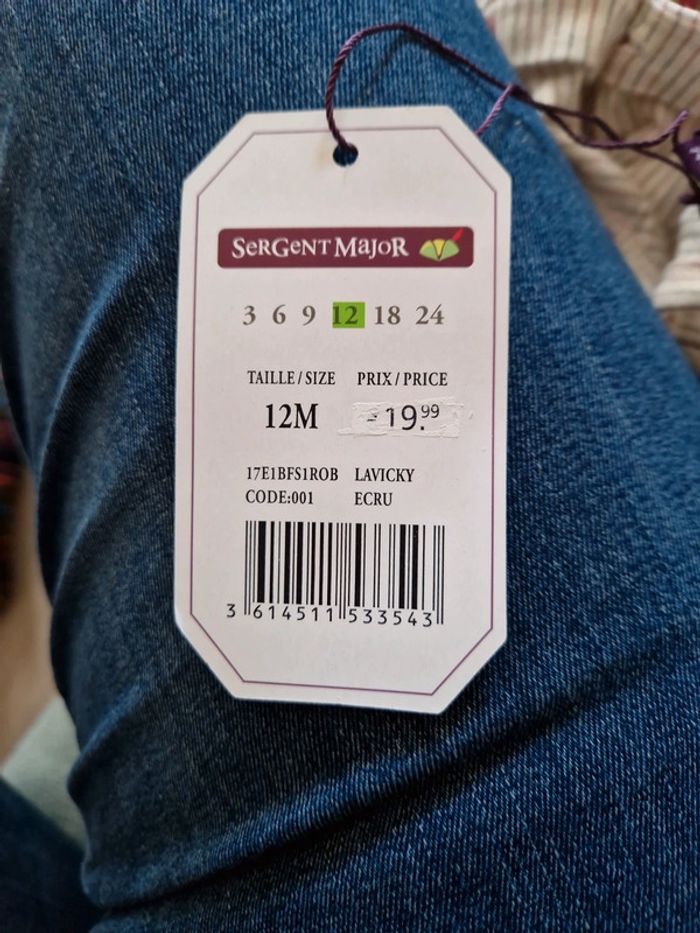 SerGent Major
3 6 9 12 18 24
TAILLE/SIZE PRIX/PRICE
12M 19.99
17E1BFS1ROB LAVICKY
CODE:001 ECRU
3 614511 533543